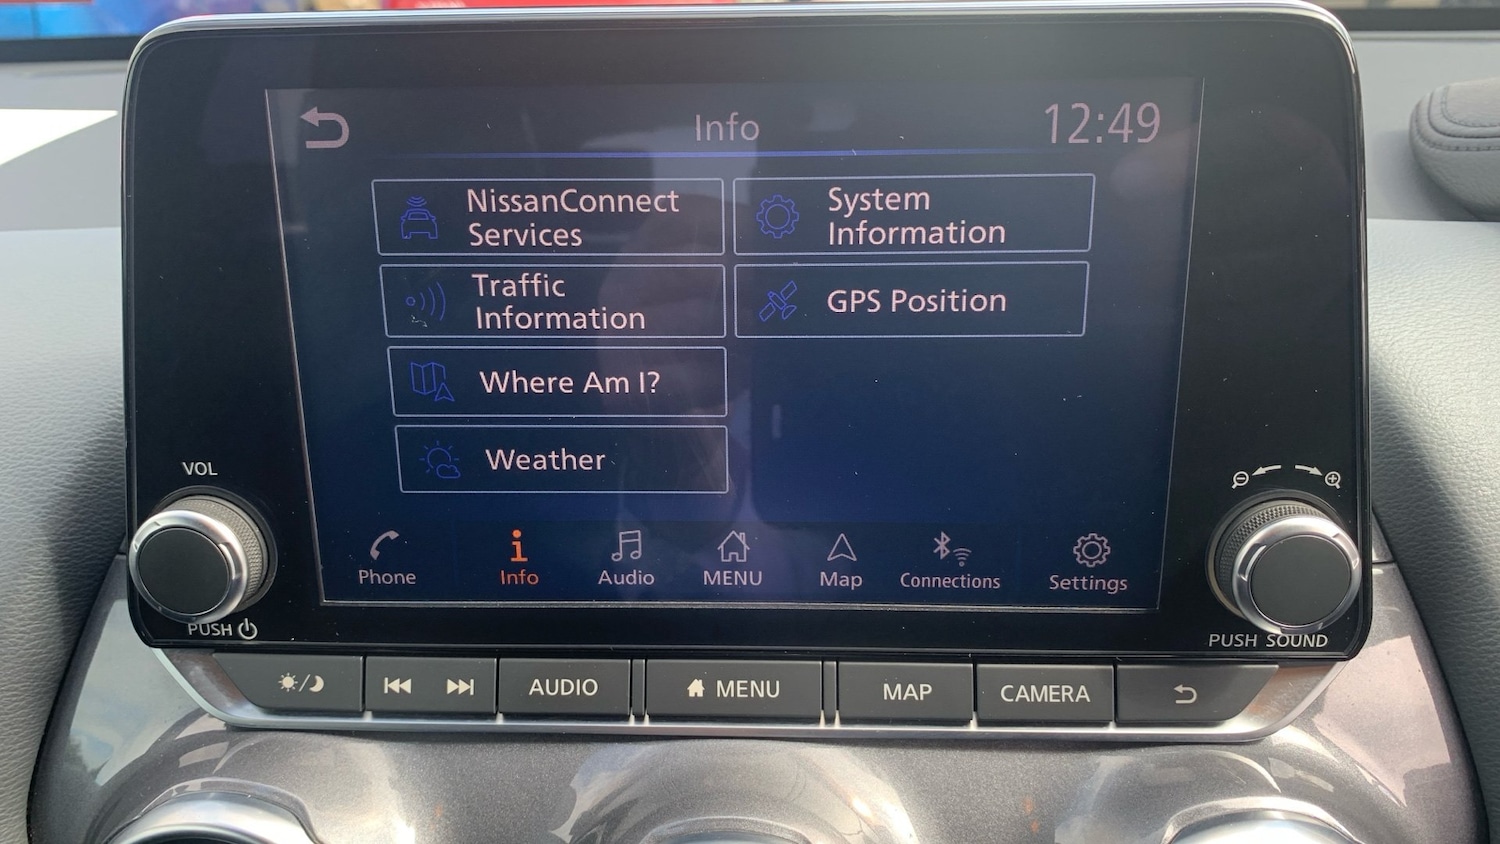 Info
12:49
NissanConnect
Services
System
Information
Traffic
Information
GPS Position
Where Am I?
Weather
VOL
Phone
Info
Audio
MENU
Map
Connections
Settings
PUSH
PUSH SOUND
AUDIO
MENU
MAP
CAMERA